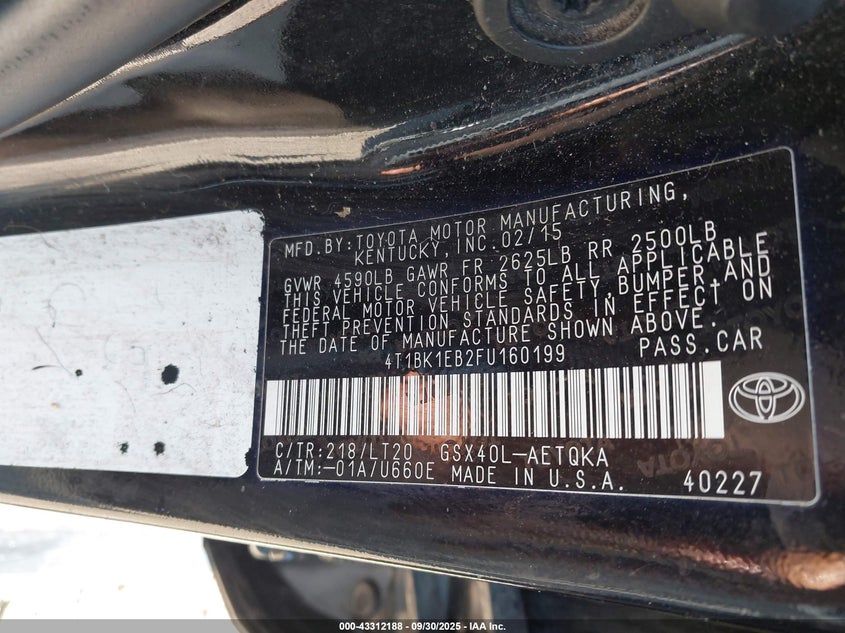 MFD.BY:TOYOTA MOTOR MANUFACTURING,
KENTUCKY, INC.02/15
GVWR 4590LB GAWR FR 2625LB RR 2500LB
THIS VEHICLE CONFORMS TO ALL APPLICABLE
FEDERAL MOTOR VEHICLE SAFETY,BUMPER,AND
THEFT PREVENTION STANDARDS IN EFFECT ON
THE DATE OF MANUFACTURE SHOWN ABOVE.
4T1BK1EB2FU160199 PASS.CAR
C/TR:218/LT20 GSX40L-AETQKA
A/TM:-01A/U660E MADE IN U.S.A. 40227
000-43312188 - 09/30/2025 - IAA Inc.